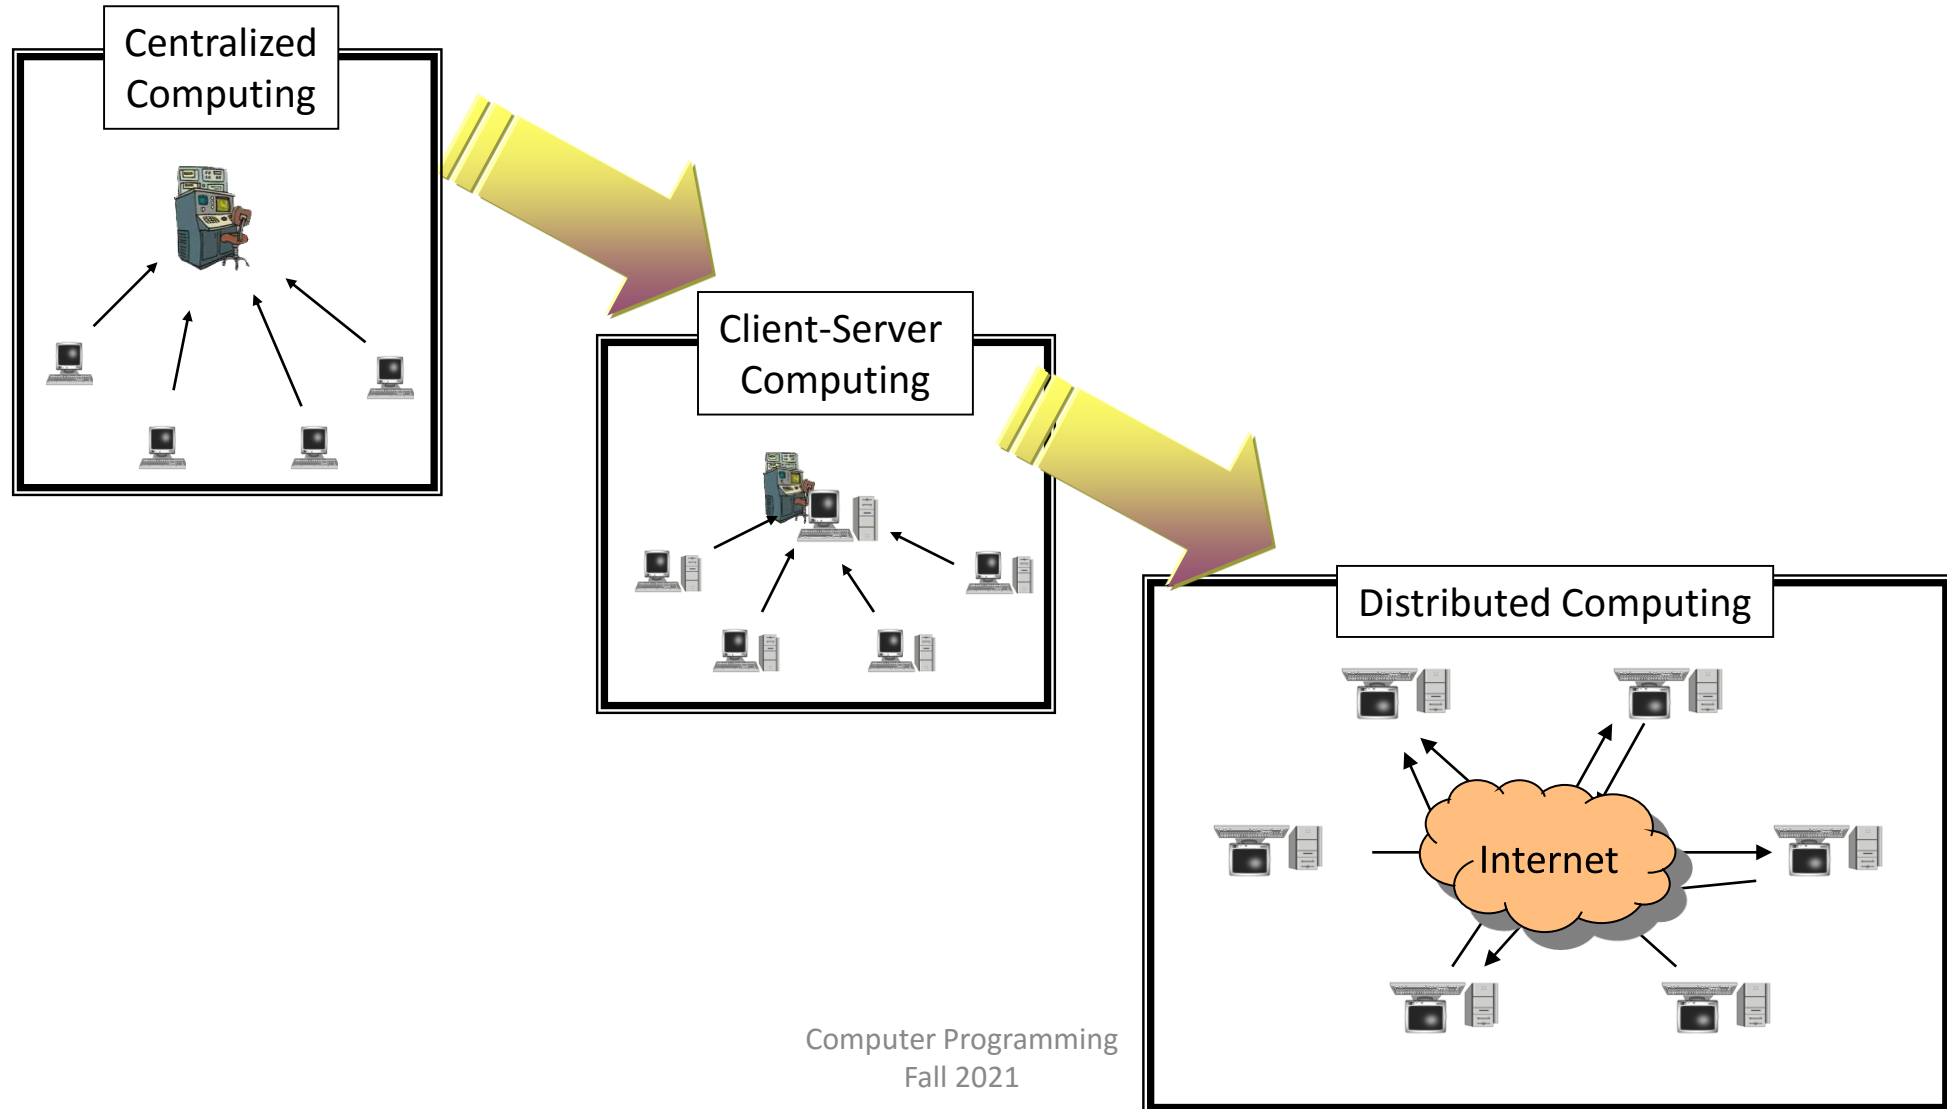 Centralized
Computing
Client-Server
Computing
Distributed Computing
Internet
Computer Programming
Fall 2021